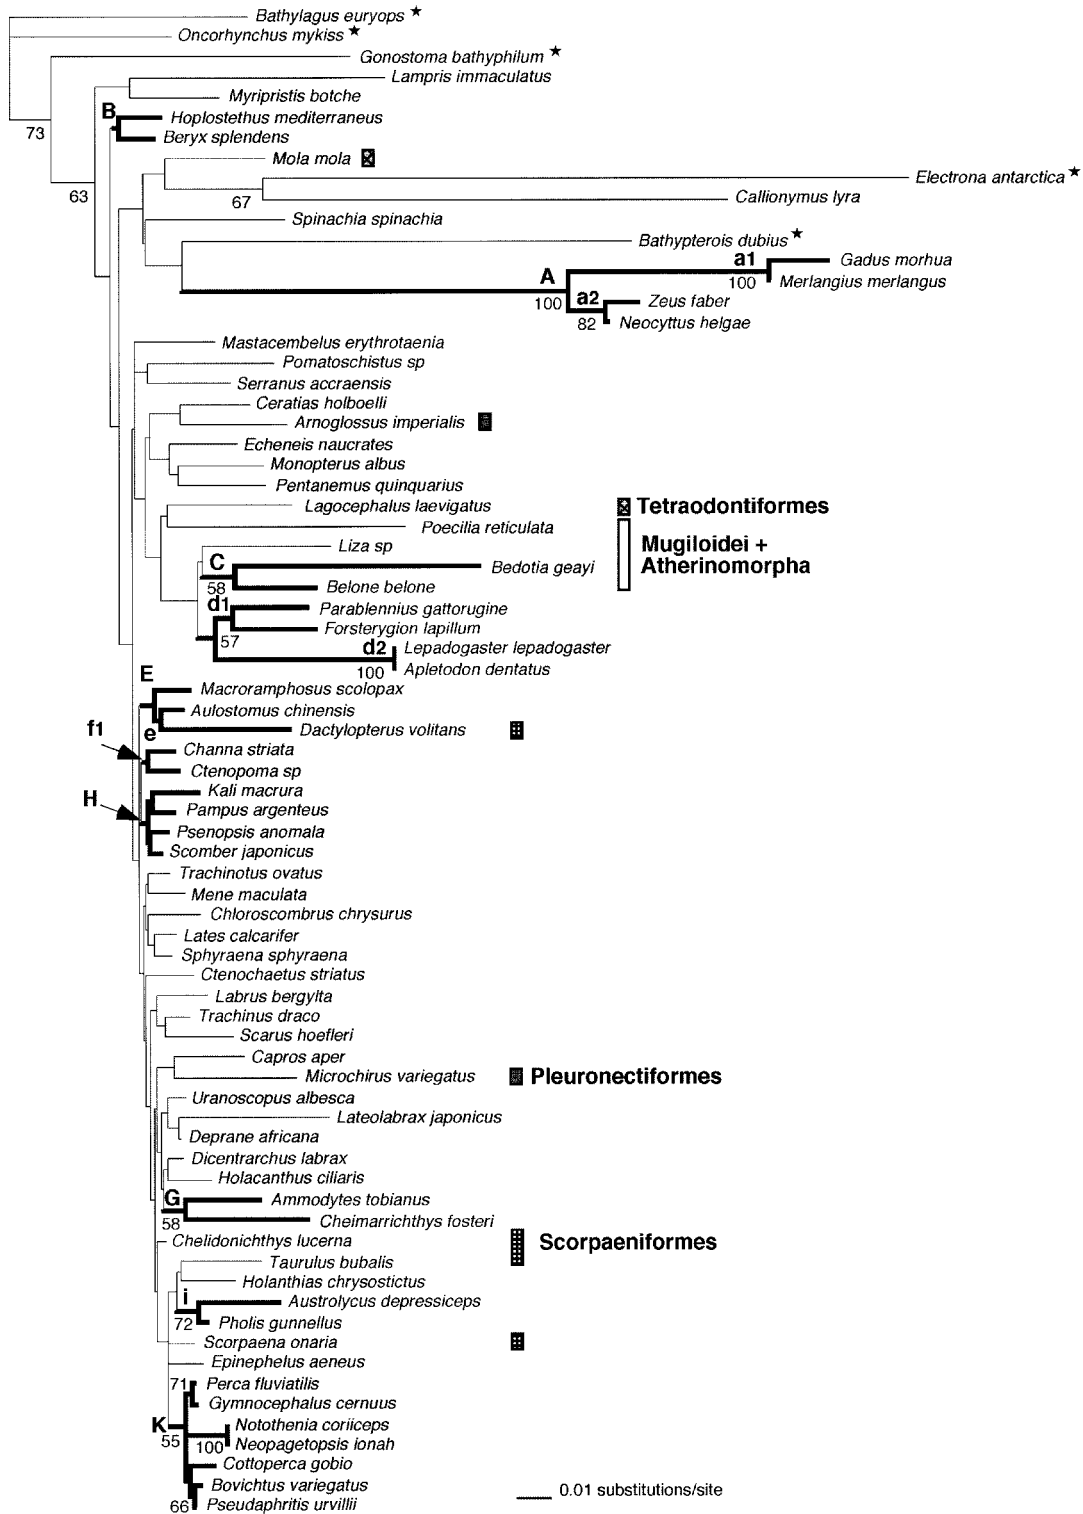 Bathylagus euryops ★
Oncorhynchus mykiss ★
Gonostoma bathyphilum ★
Lampris immaculatus
Myripristis botche
B
Hoplostethus mediterraneus
73
Beryx splendens
Mola mola
Electrona antarctica ★
63
67
Callionymus lyra
Spinachia spinachia
Bathypterois dubius ★
a1
Gadus morhua
A
100
Merlangius merlangus
100
a2
Zeus faber
82
Neocyttus helgae
Mastacembelus erythrotaenia
Pomatoschistus sp
Serranus accraensis
Ceratias holboelli
Arnoglossus imperialis
Echeneis naucrates
Monopterus albus
Pentanemus quinquarius
Lagocephalus laevigatus
Tetraodontiformes
Poecilia reticulata
Liza sp
Mugiloidei +
Atherinomorpha
C
Bedotia geayi
58
Belone belone
d1
Parablennius gattorugine
Forsterygion lapillum
57
d2
Lepadogaster lepadogaster
100
Apletodon dentatus
E
Macroramphosus scolopax
Aulostomus chinensis
e
Dactylopterus volitans
f1
Channa striata
Ctenopoma sp
H
Kali macrura
Pampus argenteus
Psenopsis anomala
Scomber japonicus
Trachinotus ovatus
Mene maculata
Chloroscombrus chrysurus
Lates calcarifer
Sphyraena sphyraena
Ctenochaetus striatus
Labrus bergylta
Trachinus draco
Scarus hoefleri
Capros aper
Microchirus variegatus
Pleuronectiformes
Uranoscopus albesca
Lateolabrax japonicus
Deprane africana
Dicentrarchus labrax
Holacanthus ciliaris
G
Ammodytes tobianus
58
Cheimarrichthys fosteri
Chelidonichthys lucerna
Scorpaeniformes
Taurulus bubalis
Holanthias chrysostictus
i
Austrolycus depressiceps
72
Pholis gunnellus
Scorpaena onaria
Epinephelus aeneus
71
Perca fluviatilis
Gymnocephalus cernuus
K
Notothenia coriiceps
55
100
Neopagetopsis ionah
Cottoperca gobio
Bovichtus variegatus
0.01 substitutions/site
66
Pseudaphritis urvillii